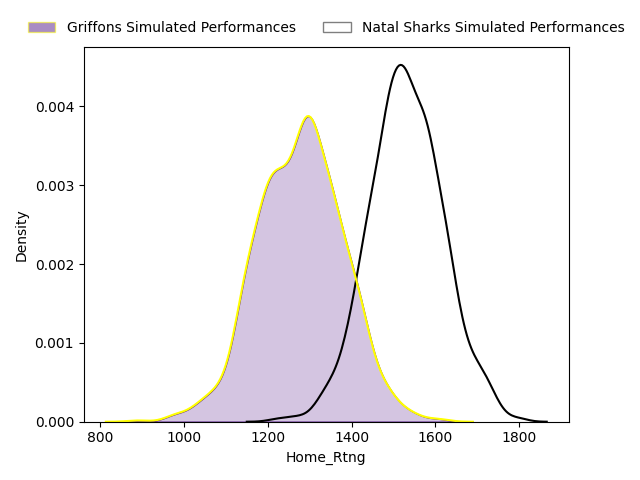 Griffons Simulated Performances Natal Sharks Simulated Performances
0.004
0.003
0.002
0.001
0.000
Density
800 1000 1200 1400 1600 1800
Home_Rtng